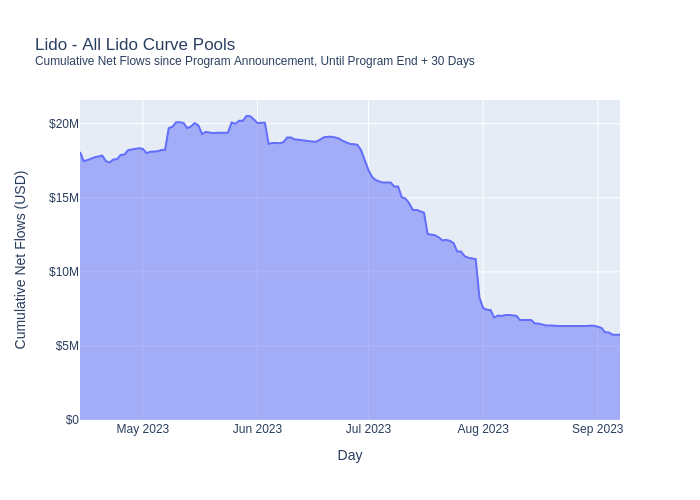 Lido - All Lido Curve Pools
Cumulative Net Flows since Program Announcement, Until Program End + 30 Days
Cumulative Net Flows (USD)
$20M
$15M
$10M
$5M
$0
May 2023
Jun 2023
Jul 2023
Aug 2023
Sep 2023
Day